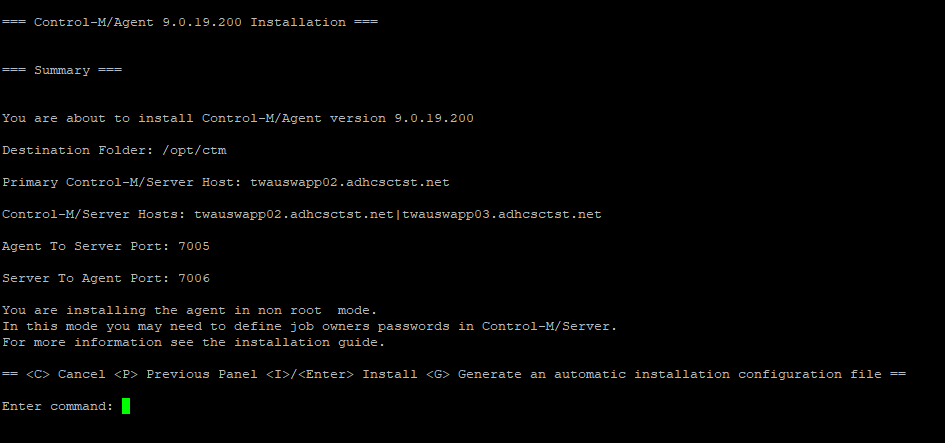 === Control-M/Agent 9.0.19.200 Installation ===
=== Summary ===
You are about to install Control-M/Agent version 9.0.19.200
Destination Folder: /opt/ctm
Primary Control-M/Server Host: twauswapp02.adhcsctst.net
Control-M/Server Hosts: twauswapp02.adhcsctst.net|twauswapp03.adhcsctst.net
Agent To Server Port: 7005
Server To Agent Port: 7006
You are installing the agent in non root  mode.
In this mode you may need to define job owners passwords in Control-M/Server.
For more information see the installation guide.
== <C> Cancel <P> Previous Panel <I>/<Enter> Install <G> Generate an automatic installation configuration file ==
Enter command: